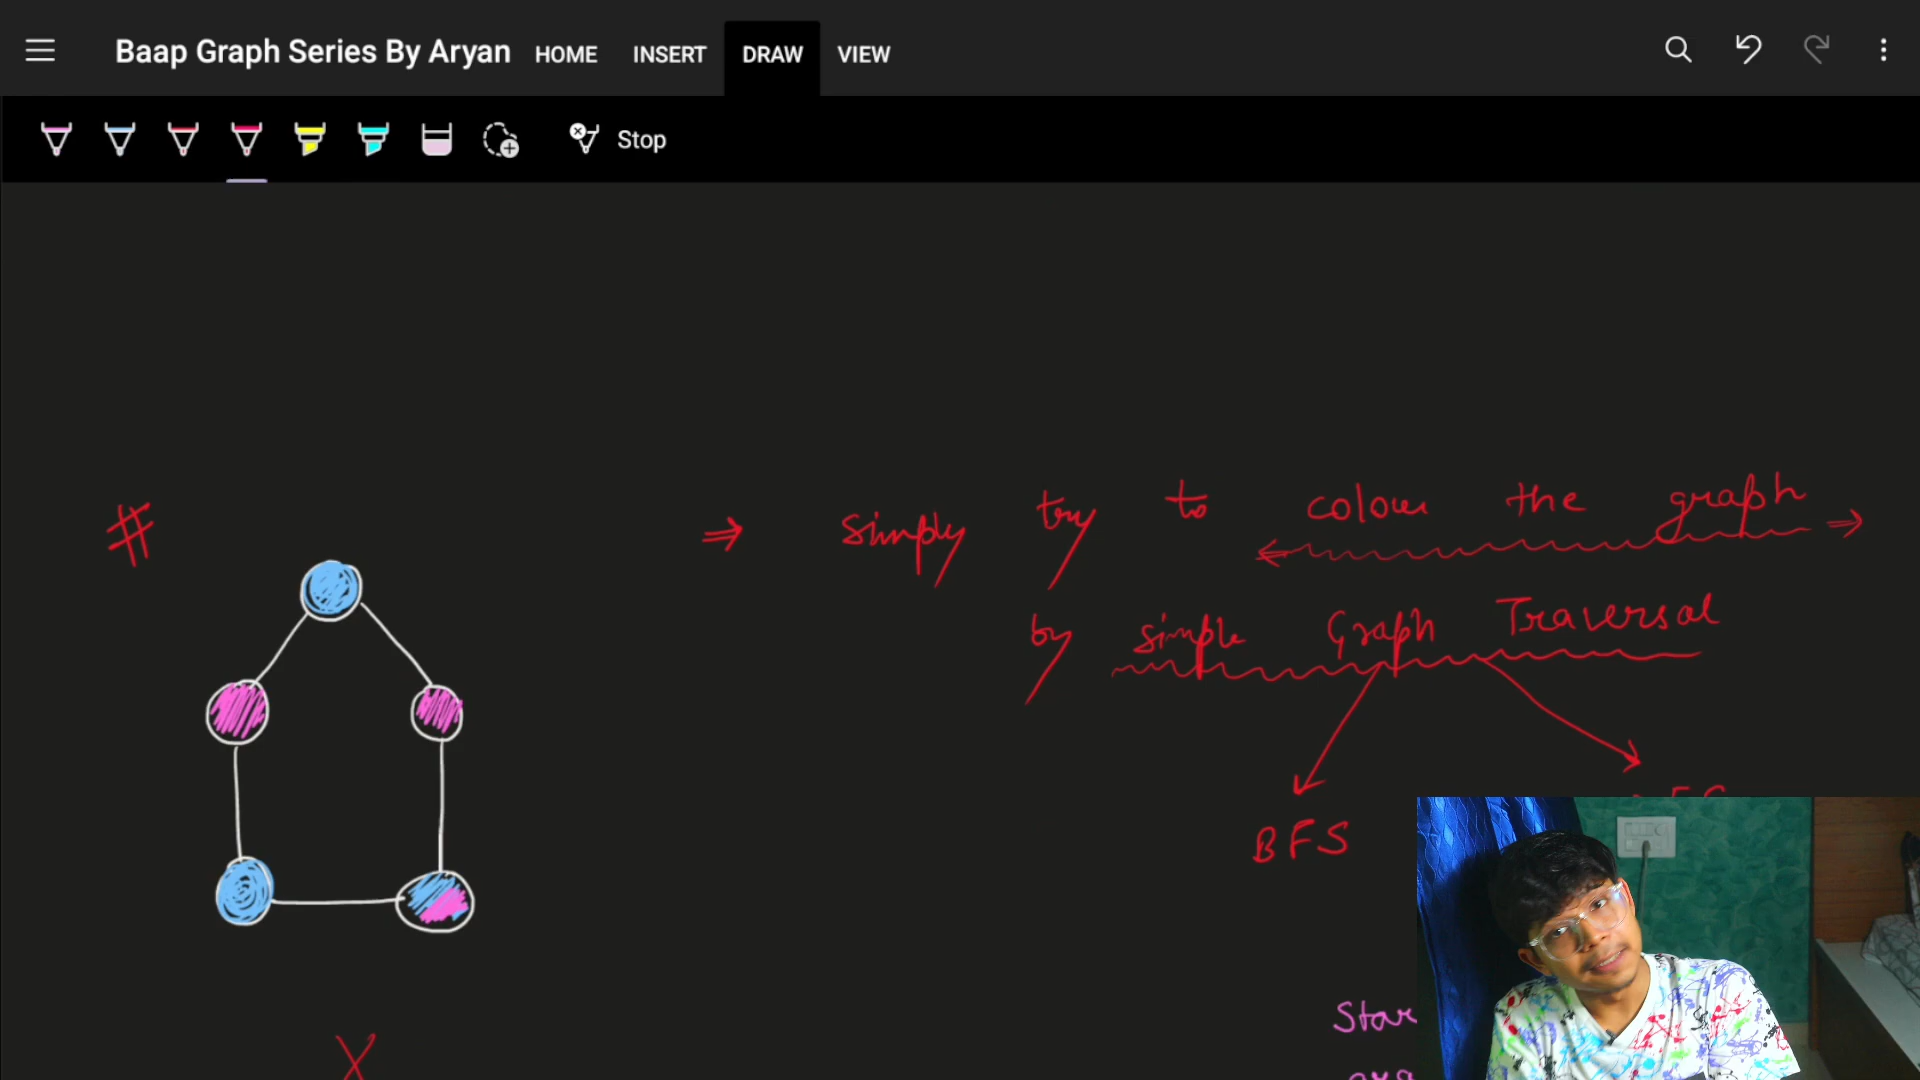 Baap Graph Series By Aryan HOME INSERT DRAW VIEW
Stop
# ⇒ Simply try to colour the graph
by simple Graph Traversal
BFS
X